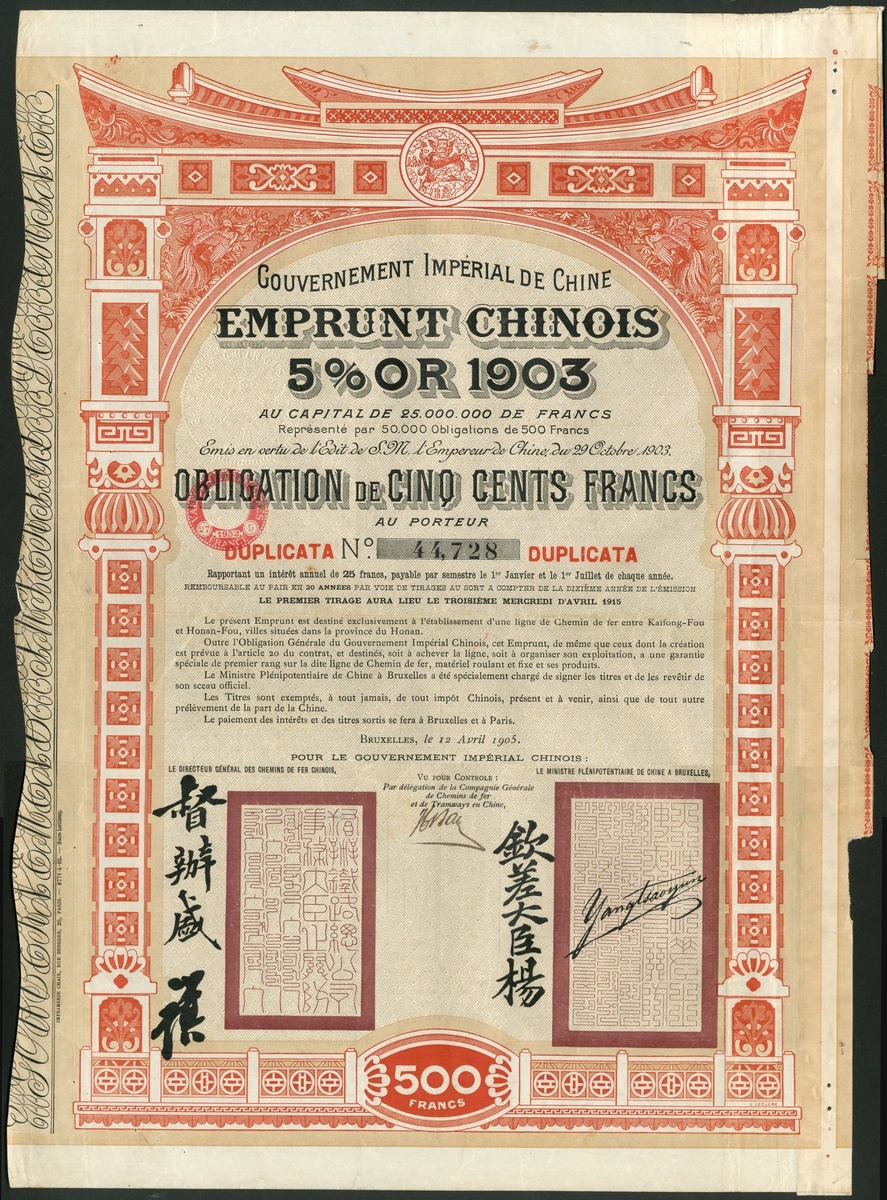 GOUVERNEMENT IMPÉRIAL DE CHINE
EMPRUNT CHINOIS
5% OR 1903
AU CAPITAL DE 25.000.000 DE FRANCS
Représenté par 50.000 Obligations de 500 Francs
Emis en vertu de l'Edit de S.M. l'Empereur de Chine, du 29 Octobre 1903.
OBLIGATION DE CINQ CENTS FRANCS
AU PORTEUR
DUPLICATA No. 44,728 DUPLICATA
1932
Rapportant un intérêt annuel de 25 francs, payable par semestre le 1er Janvier et le 1er Juillet de chaque année.
REMBOURSABLE AU PAIR EN 20 ANNÉES PAR VOIE DE TIRAGES AU SORT A COMPTER DE LA DIXIÈME ANNÉE DE L'ÉMISSION
LE PREMIER TIRAGE AURA LIEU LE TROISIÈME MERCREDI D'AVRIL 1915
Le présent Emprunt est destiné exclusivement à l'établissement d'une ligne de Chemin de fer entre Kaifong-Fou
et Honan-Fou, villes situées dans la province du Honan.
Outre l'Obligation Générale du Gouvernement Impérial Chinois, cet Emprunt, de même que ceux dont la création
est prévue à l'article 20 du contrat, et destinés, soit à achever la ligne, soit à organiser son exploitation, a une garantie
spéciale de premier rang sur la dite ligne de Chemin de fer, matériel roulant et fixe et ses produits.
Le Ministre Plénipotentiaire de Chine à Bruxelles a été spécialement chargé de signer les titres et de les revêtir de
son sceau officiel.
Les Titres sont exemptés, à tout jamais, de tout impôt Chinois, présent et à venir, ainsi que de tout autre
prélèvement de la part de la Chine.
Le paiement des intérêts et des titres sortis se fera à Bruxelles et à Paris.
BRUXELLES, le 12 Avril 1905.
POUR LE GOUVERNEMENT IMPÉRIAL CHINOIS :
LE DIRECTEUR GÉNÉRAL DES CHEMINS DE FER CHINOIS,
VU POUR CONTROLE :
Par délégation de la Compagnie Générale
de Chemins de fer
et de Tramways en Chine,
LE MINISTRE PLÉNIPOTENTIAIRE DE CHINE A BRUXELLES,
督辦盛
欽差大臣楊
Yangtsaoyun
500
FRANCS
IMPRIMERIE CHAIX, RUE BERGÈRE, 20, PARIS.
L. LECLERC